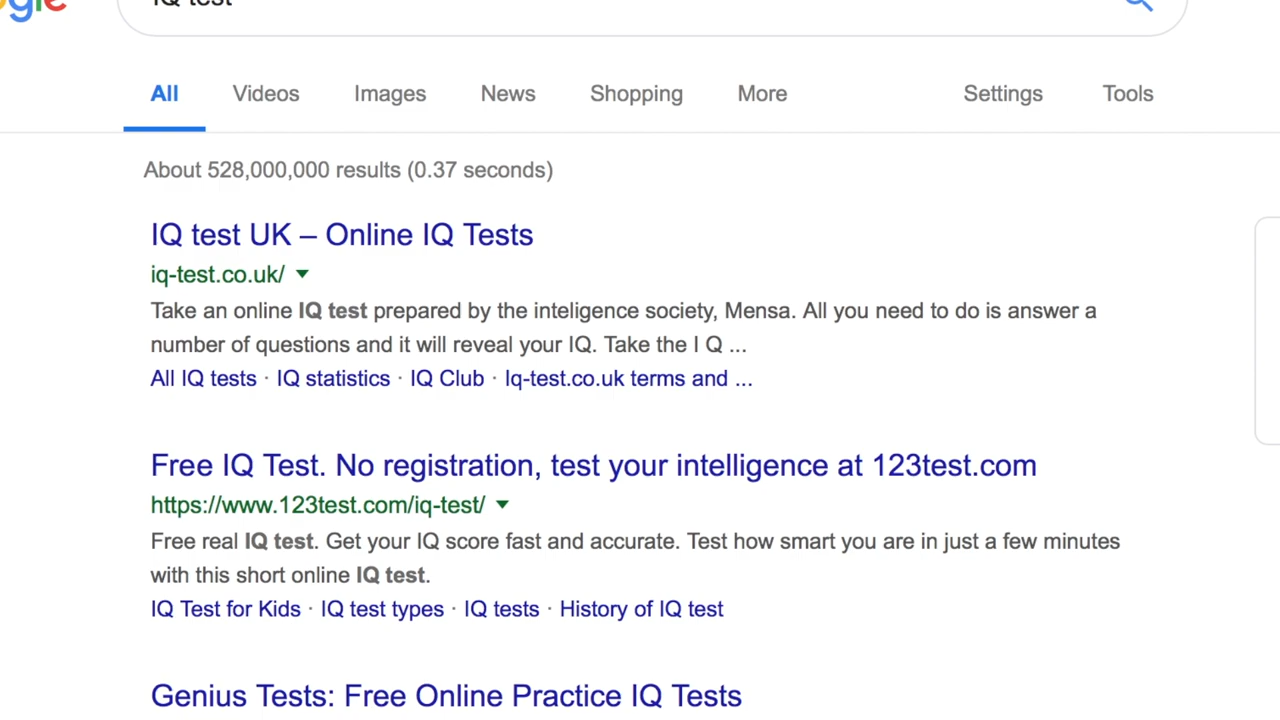 IQ test
All Videos Images News Shopping More Settings Tools
About 528,000,000 results (0.37 seconds)
IQ test UK – Online IQ Tests
iq-test.co.uk/
Take an online IQ test prepared by the inteligence society, Mensa. All you need to do is answer a
number of questions and it will reveal your IQ. Take the I Q ...
All IQ tests · IQ statistics · IQ Club · Iq-test.co.uk terms and ...
Free IQ Test. No registration, test your intelligence at 123test.com
https://www.123test.com/iq-test/
Free real IQ test. Get your IQ score fast and accurate. Test how smart you are in just a few minutes
with this short online IQ test.
IQ Test for Kids · IQ test types · IQ tests · History of IQ test
Genius Tests: Free Online Practice IQ Tests